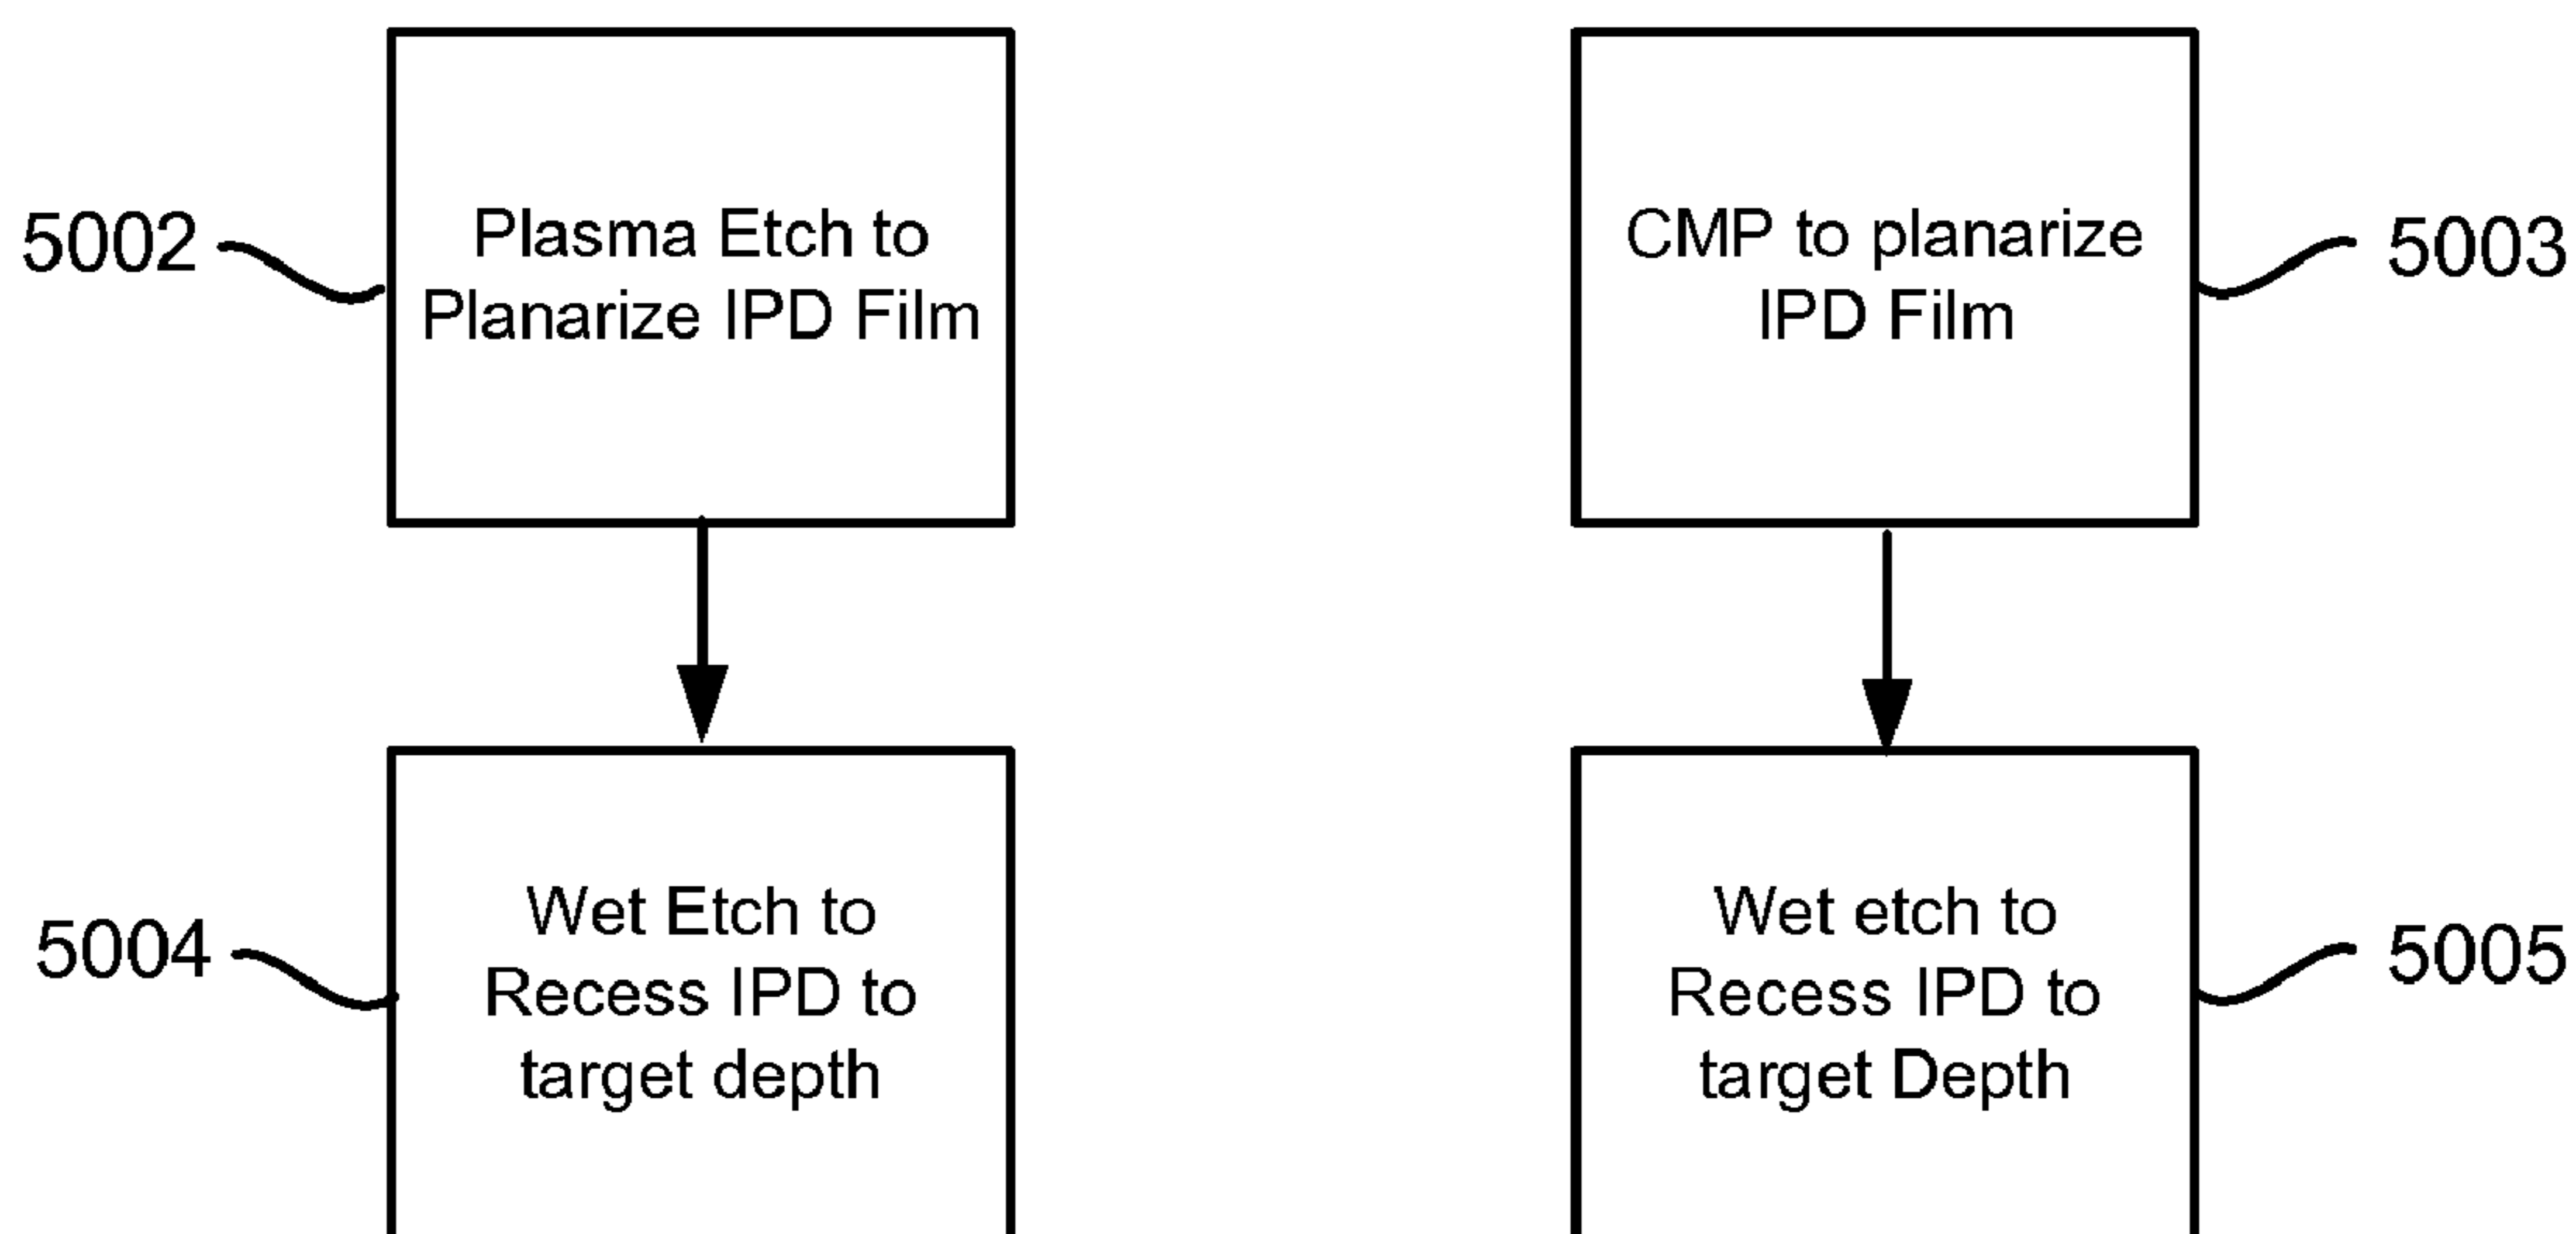 5002
Plasma Etch to
Planarize IPD Film
CMP to planarize
IPD Film
5003
5004
Wet Etch to
Recess IPD to
target depth
Wet etch to
Recess IPD to
target Depth
5005